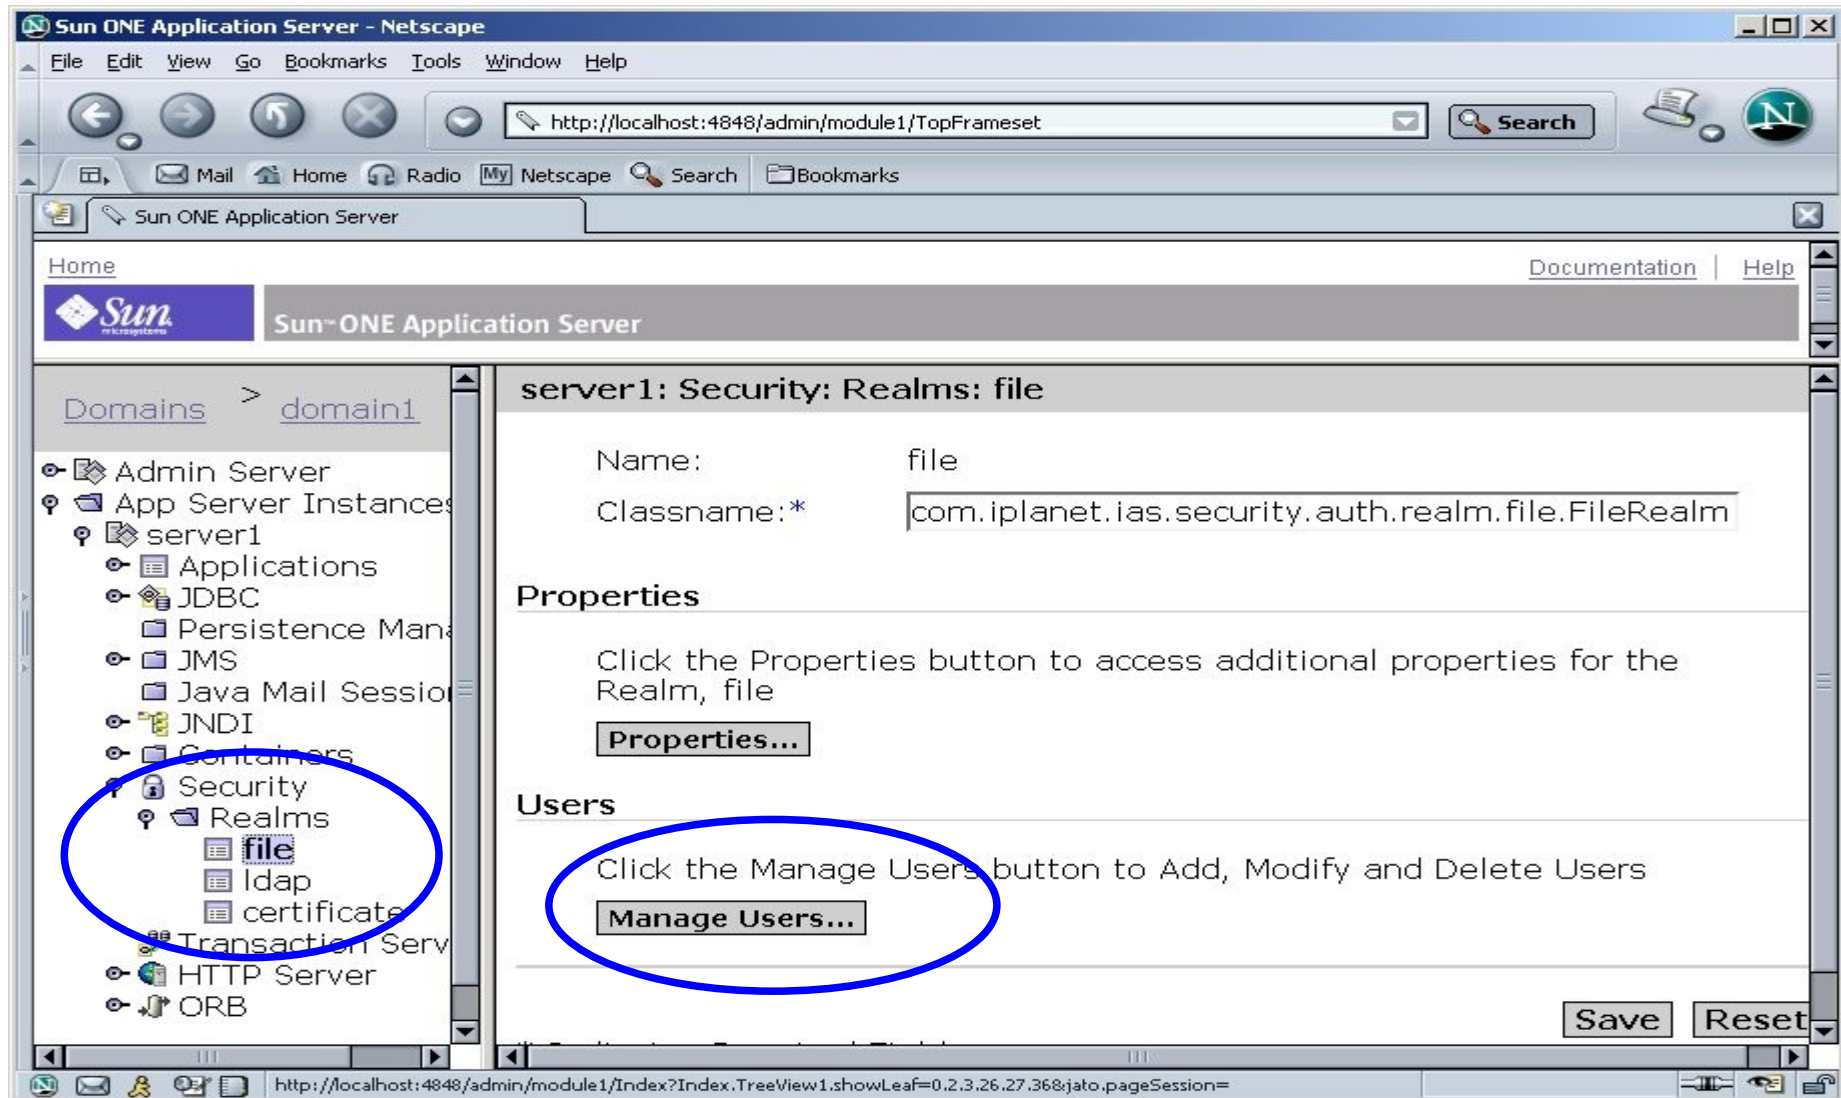 Sun ONE Application Server - Netscape
File Edit View Go Bookmarks Tools Window Help
http://localhost:4848/admin/module1/TopFrameset
Search
N
Mail Home Radio My Netscape Search Bookmarks
Sun ONE Application Server
Home
Documentation | Help
Sun
microsystems
Sun ONE Application Server
Domains > domain1
Admin Server
App Server Instances
server1
Applications
JDBC
Persistence Mana
JMS
Java Mail Session
JNDI
Containers
Security
Realms
file
ldap
certificate
Transaction Serv
HTTP Server
ORB
server1: Security: Realms: file
Name: file
Classname:* com.iplanet.ias.security.auth.realm.file.FileRealm
Properties
Click the Properties button to access additional properties for the
Realm, file
Properties...
Users
Click the Manage Users button to Add, Modify and Delete Users
Manage Users...
Save Reset
http://localhost:4848/admin/module1/Index?Index.TreeView1.showLeaf=0.2.3.26.27.36&jato.pageSession=